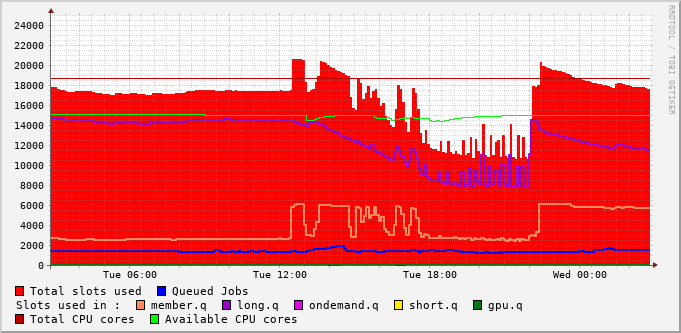 24000
22000
20000
18000
16000
14000
12000
10000
8000
6000
4000
2000
0
Tue 06:00 Tue 12:00 Tue 18:00 Wed 00:00
RRDTOOL / TOBI OETIKER
Total slots used Queued Jobs
Slots used in : member.q long.q ondemand.q short.q gpu.q
Total CPU cores Available CPU cores